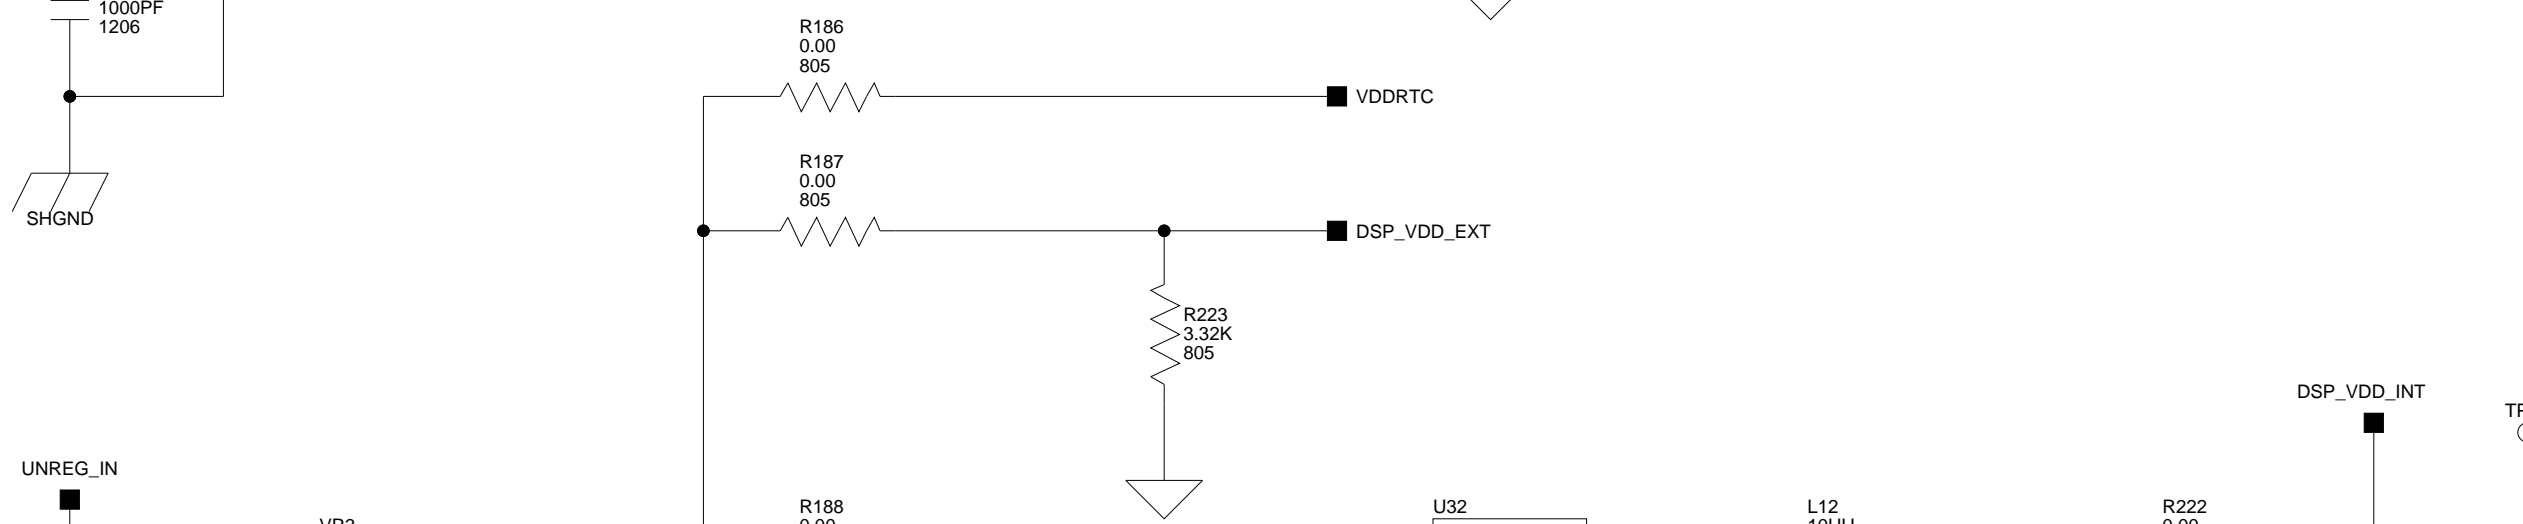 1000PF
1206
R186
0.00
805
VDDRTC
R187
0.00
805
SHGND
DSP_VDD_EXT
R223
3.32K
805
DSP_VDD_INT
UNREG_IN
R188
U32
L12
R222